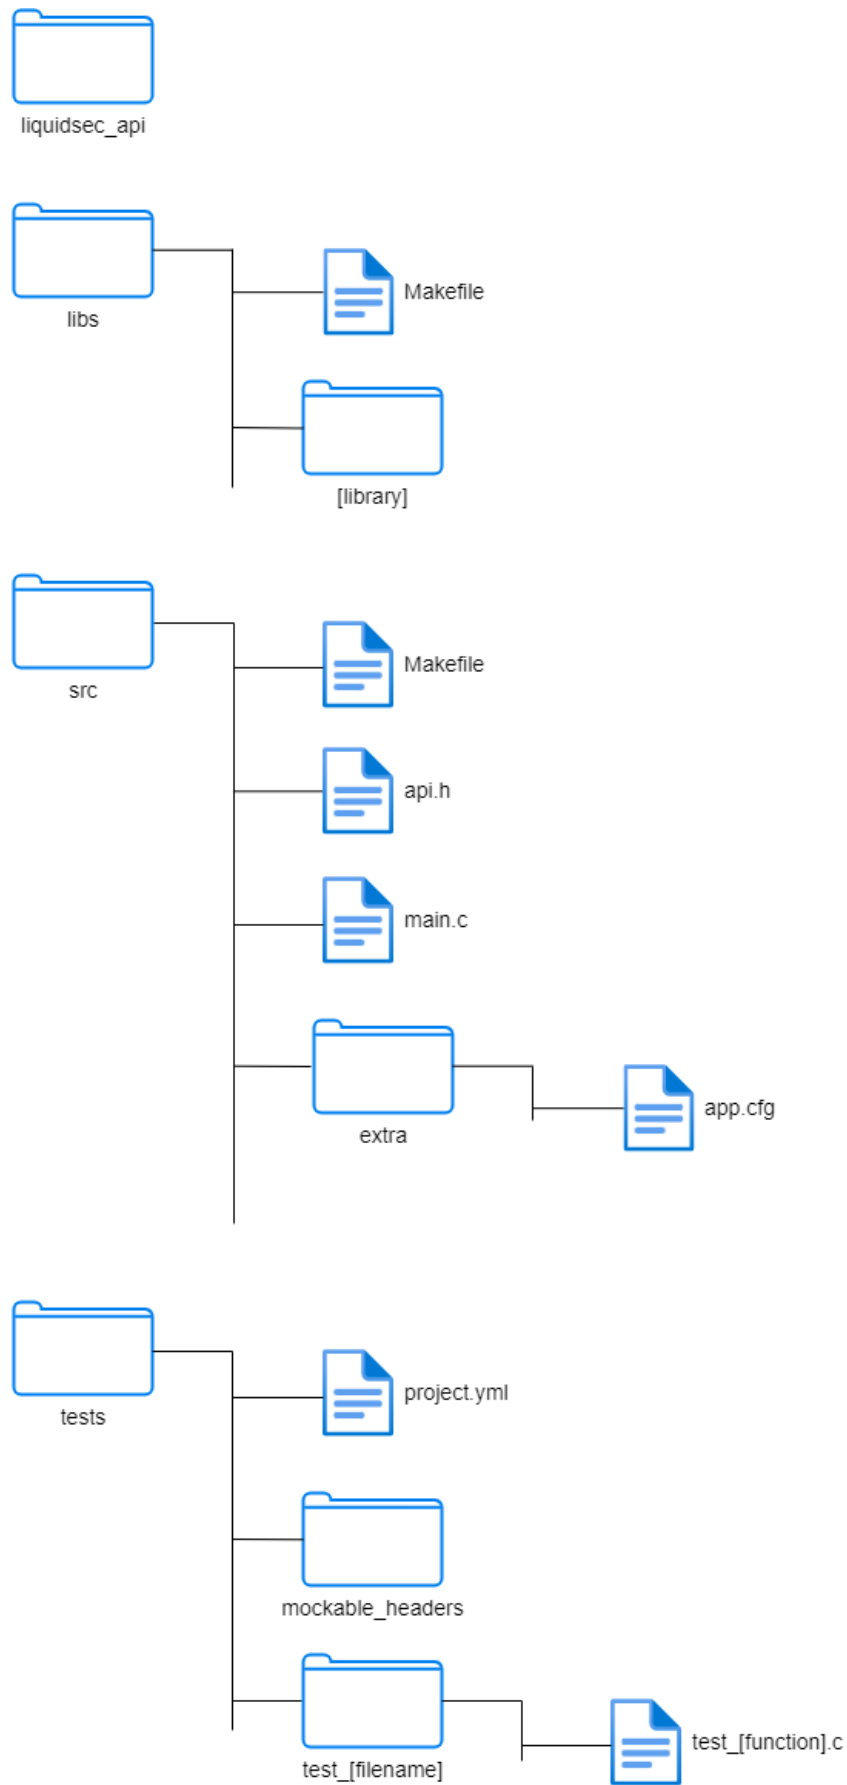 liquidsec_api
libs
Makefile
[library]
src
Makefile
api.h
main.c
extra
app.cfg
tests
project.yml
mockable_headers
test_[filename]
test_[function].c